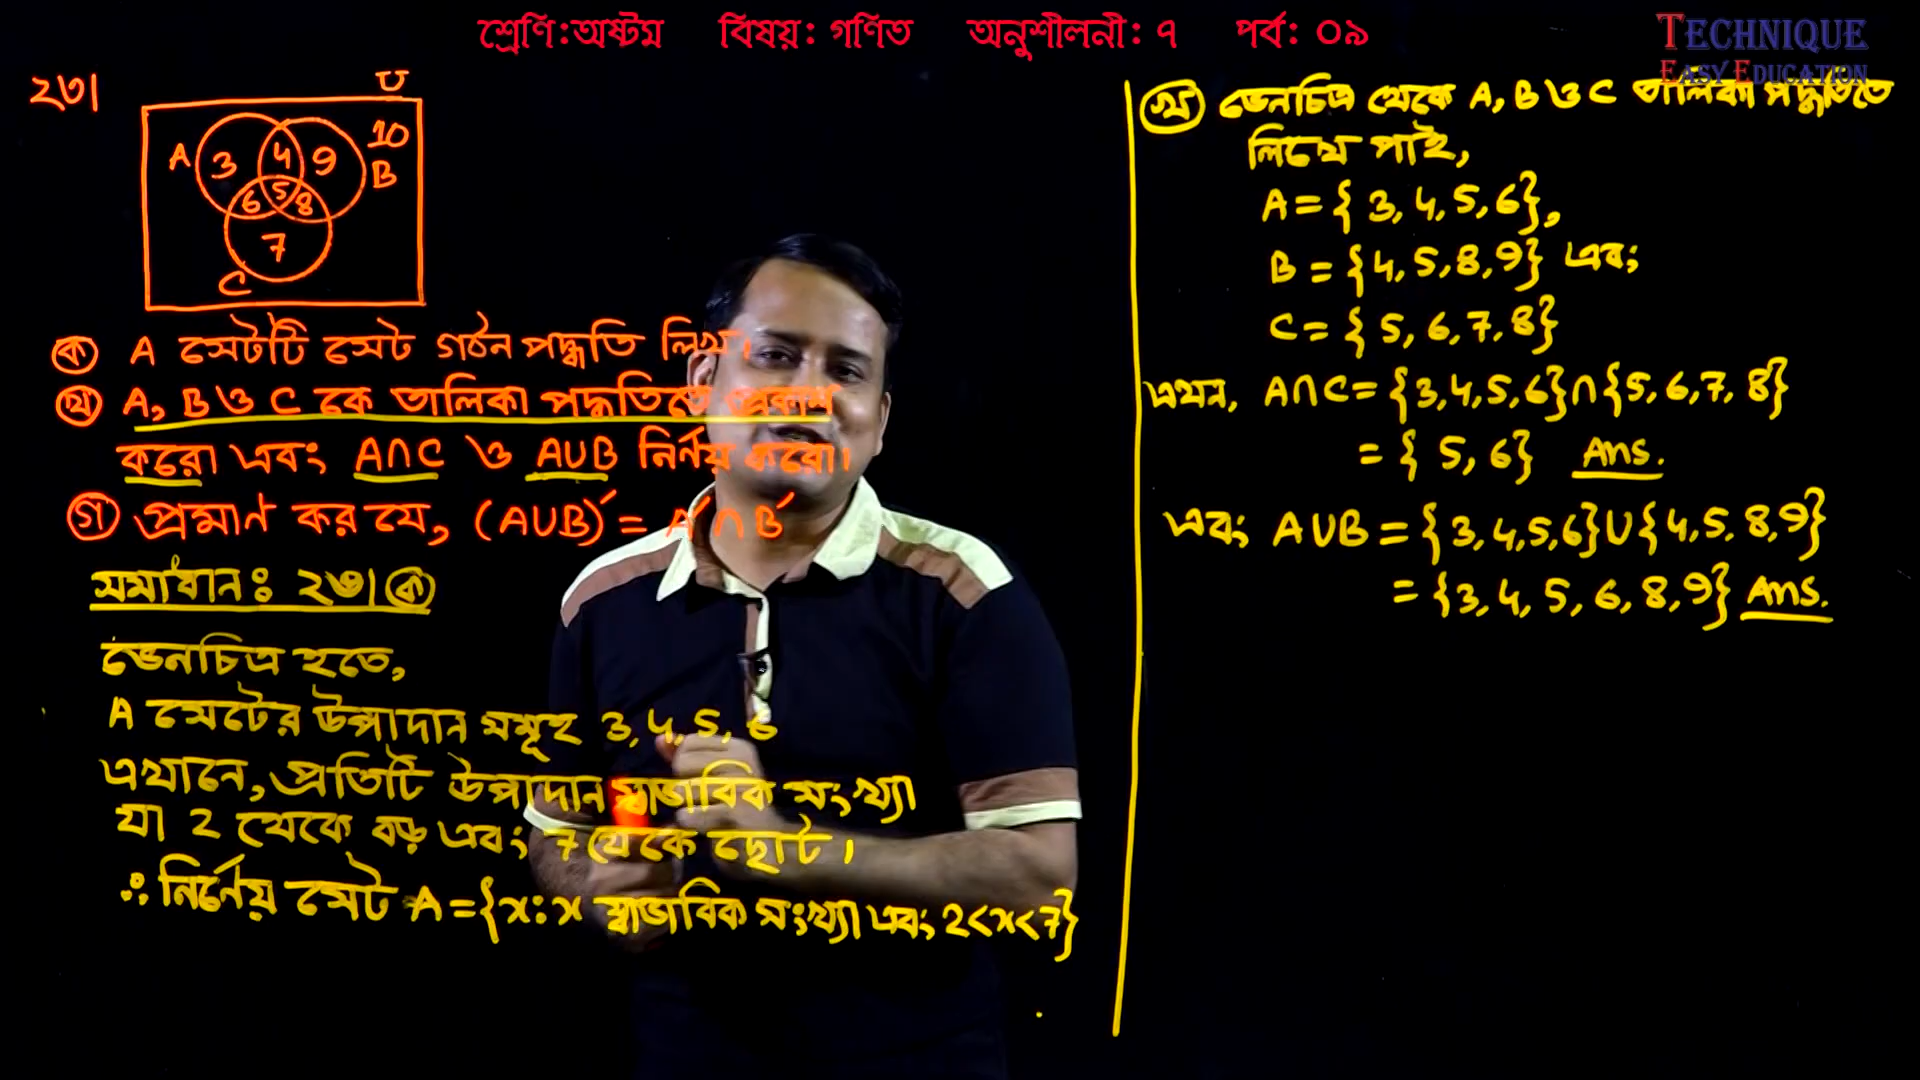 শ্রেণি:অষ্টম বিষয়: গণিত অনুশীলনী: ৭ পর্ব: ০৯
TECHNIQUE
EASY EDUCATION
২৩।
U
A 3 4 9 10
B
6 5 8
7
C
ক A সেটটি সেট গঠন পদ্ধতি লিখ।
খ A, B ও C কে তালিকা পদ্ধতিতে প্রকাশ
করো এবং A∩C ও A∪B নির্ণয় করো।
গ প্রমাণ কর যে, (A∪B)′ = A′∩B′
সমাধান: ২৩।ক
ভেনচিত্র হতে,
A সেটের উপাদান সমূহ 3, 4, 5, 6
এখানে, প্রতিটি উপাদান স্বাভাবিক সংখ্যা
যা 2 থেকে বড় এবং 7 থেকে ছোট।
∴ নির্ণেয় সেট A = {x : x স্বাভাবিক সংখ্যা এবং 2<x<7}
খ ভেনচিত্র থেকে A, B ও C তালিকা পদ্ধতিতে
লিখে পাই,
A = {3, 4, 5, 6},
B = {4, 5, 8, 9} এবং
C = {5, 6, 7, 8}
এখন, A∩C = {3, 4, 5, 6}∩{5, 6, 7, 8}
= {5, 6} Ans.
এবং A∪B = {3, 4, 5, 6}∪{4, 5, 8, 9}
= {3, 4, 5, 6, 8, 9} Ans.